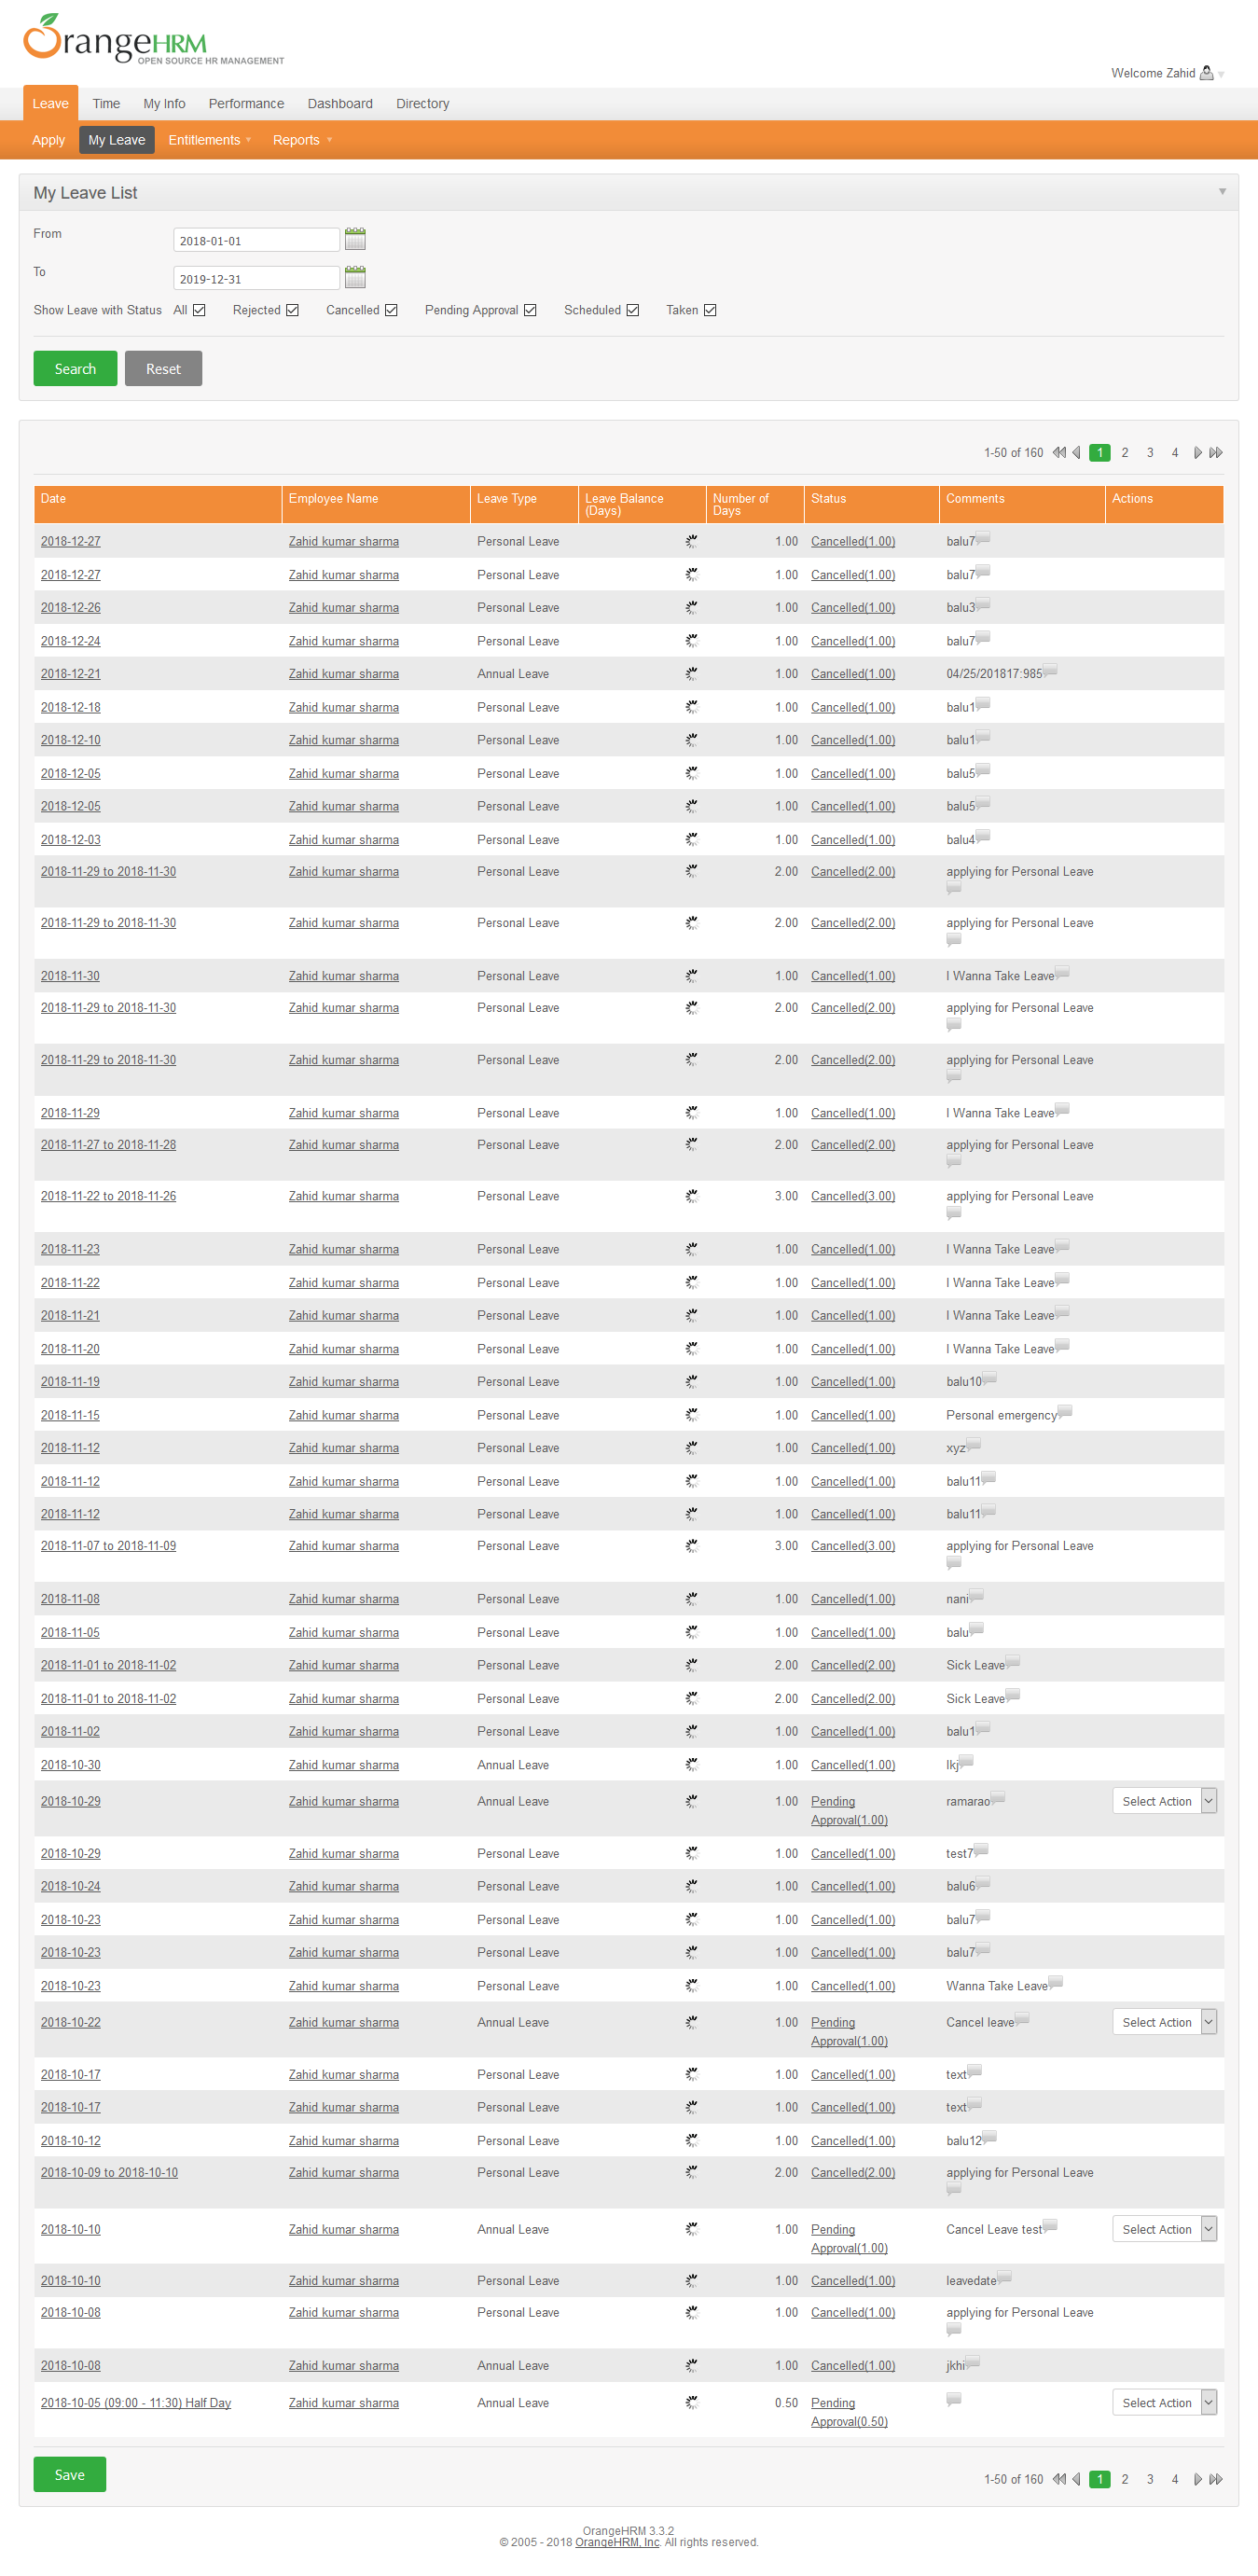 OrangeHRM
OPEN SOURCE HR MANAGEMENT
Welcome Zahid
Leave Time My Info Performance Dashboard Directory
Apply My Leave Entitlements Reports
My Leave List
From 2018-01-01
To 2019-12-31
Show Leave with Status All Rejected Cancelled Pending Approval Scheduled Taken
Search Reset
1-50 of 160 1 2 3 4
Date Employee Name Leave Type Leave Balance (Days) Number of Days Status Comments Actions
2018-12-27 Zahid kumar sharma Personal Leave 1.00 Cancelled(1.00) balu7
2018-12-27 Zahid kumar sharma Personal Leave 1.00 Cancelled(1.00) balu7
2018-12-26 Zahid kumar sharma Personal Leave 1.00 Cancelled(1.00) balu3
2018-12-24 Zahid kumar sharma Personal Leave 1.00 Cancelled(1.00) balu7
2018-12-21 Zahid kumar sharma Annual Leave 1.00 Cancelled(1.00) 04/25/201817:985
2018-12-18 Zahid kumar sharma Personal Leave 1.00 Cancelled(1.00) balu1
2018-12-10 Zahid kumar sharma Personal Leave 1.00 Cancelled(1.00) balu1
2018-12-05 Zahid kumar sharma Personal Leave 1.00 Cancelled(1.00) balu5
2018-12-05 Zahid kumar sharma Personal Leave 1.00 Cancelled(1.00) balu5
2018-12-03 Zahid kumar sharma Personal Leave 1.00 Cancelled(1.00) balu4
2018-11-29 to 2018-11-30 Zahid kumar sharma Personal Leave 2.00 Cancelled(2.00) applying for Personal Leave
2018-11-29 to 2018-11-30 Zahid kumar sharma Personal Leave 2.00 Cancelled(2.00) applying for Personal Leave
2018-11-30 Zahid kumar sharma Personal Leave 1.00 Cancelled(1.00) I Wanna Take Leave
2018-11-29 to 2018-11-30 Zahid kumar sharma Personal Leave 2.00 Cancelled(2.00) applying for Personal Leave
2018-11-29 to 2018-11-30 Zahid kumar sharma Personal Leave 2.00 Cancelled(2.00) applying for Personal Leave
2018-11-29 Zahid kumar sharma Personal Leave 1.00 Cancelled(1.00) I Wanna Take Leave
2018-11-27 to 2018-11-28 Zahid kumar sharma Personal Leave 2.00 Cancelled(2.00) applying for Personal Leave
2018-11-22 to 2018-11-26 Zahid kumar sharma Personal Leave 3.00 Cancelled(3.00) applying for Personal Leave
2018-11-23 Zahid kumar sharma Personal Leave 1.00 Cancelled(1.00) I Wanna Take Leave
2018-11-22 Zahid kumar sharma Personal Leave 1.00 Cancelled(1.00) I Wanna Take Leave
2018-11-21 Zahid kumar sharma Personal Leave 1.00 Cancelled(1.00) I Wanna Take Leave
2018-11-20 Zahid kumar sharma Personal Leave 1.00 Cancelled(1.00) I Wanna Take Leave
2018-11-19 Zahid kumar sharma Personal Leave 1.00 Cancelled(1.00) balu10
2018-11-15 Zahid kumar sharma Personal Leave 1.00 Cancelled(1.00) Personal emergency
2018-11-12 Zahid kumar sharma Personal Leave 1.00 Cancelled(1.00) xyz
2018-11-12 Zahid kumar sharma Personal Leave 1.00 Cancelled(1.00) balu11
2018-11-12 Zahid kumar sharma Personal Leave 1.00 Cancelled(1.00) balu11
2018-11-07 to 2018-11-09 Zahid kumar sharma Personal Leave 3.00 Cancelled(3.00) applying for Personal Leave
2018-11-08 Zahid kumar sharma Personal Leave 1.00 Cancelled(1.00) nani
2018-11-05 Zahid kumar sharma Personal Leave 1.00 Cancelled(1.00) balu
2018-11-01 to 2018-11-02 Zahid kumar sharma Personal Leave 2.00 Cancelled(2.00) Sick Leave
2018-11-01 to 2018-11-02 Zahid kumar sharma Personal Leave 2.00 Cancelled(2.00) Sick Leave
2018-11-02 Zahid kumar sharma Personal Leave 1.00 Cancelled(1.00) balu1
2018-10-30 Zahid kumar sharma Annual Leave 1.00 Cancelled(1.00) lkj
2018-10-29 Zahid kumar sharma Annual Leave 1.00 Pending Approval(1.00) ramarao Select Action
2018-10-29 Zahid kumar sharma Personal Leave 1.00 Cancelled(1.00) test7
2018-10-24 Zahid kumar sharma Personal Leave 1.00 Cancelled(1.00) balu6
2018-10-23 Zahid kumar sharma Personal Leave 1.00 Cancelled(1.00) balu7
2018-10-23 Zahid kumar sharma Personal Leave 1.00 Cancelled(1.00) balu7
2018-10-23 Zahid kumar sharma Personal Leave 1.00 Cancelled(1.00) Wanna Take Leave
2018-10-22 Zahid kumar sharma Annual Leave 1.00 Pending Approval(1.00) Cancel leave Select Action
2018-10-17 Zahid kumar sharma Personal Leave 1.00 Cancelled(1.00) text
2018-10-17 Zahid kumar sharma Personal Leave 1.00 Cancelled(1.00) text
2018-10-12 Zahid kumar sharma Personal Leave 1.00 Cancelled(1.00) balu12
2018-10-09 to 2018-10-10 Zahid kumar sharma Personal Leave 2.00 Cancelled(2.00) applying for Personal Leave
2018-10-10 Zahid kumar sharma Annual Leave 1.00 Pending Approval(1.00) Cancel Leave test Select Action
2018-10-10 Zahid kumar sharma Personal Leave 1.00 Cancelled(1.00) leavedate
2018-10-08 Zahid kumar sharma Personal Leave 1.00 Cancelled(1.00) applying for Personal Leave
2018-10-08 Zahid kumar sharma Annual Leave 1.00 Cancelled(1.00) jkhi
2018-10-05 (09:00 - 11:30) Half Day Zahid kumar sharma Annual Leave 0.50 Pending Approval(0.50) Select Action
Save
1-50 of 160 1 2 3 4
OrangeHRM 3.3.2
© 2005 - 2018 OrangeHRM, Inc. All rights reserved.